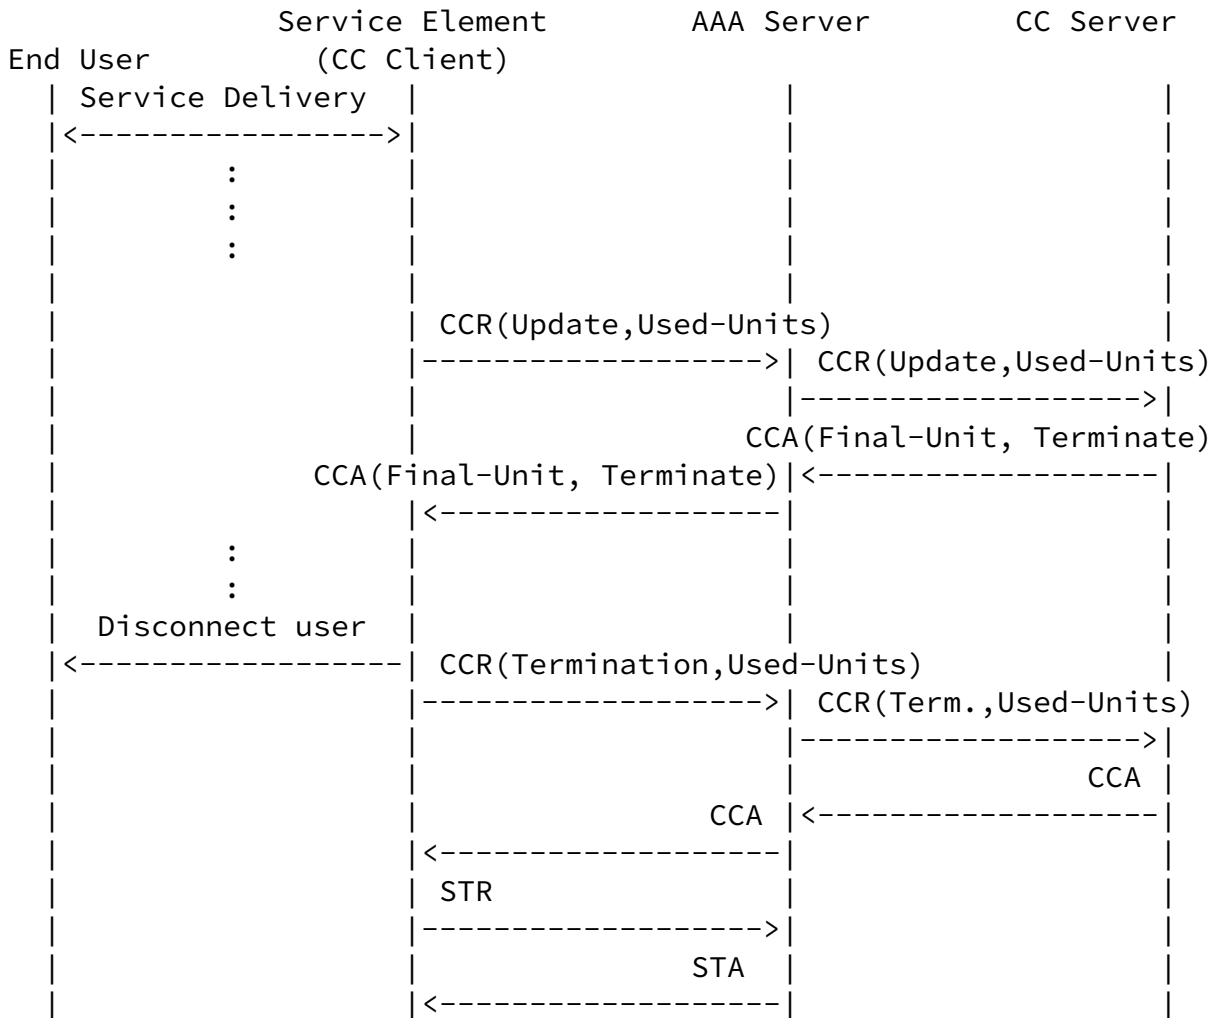 Service Element AAA Server CC Server
End User (CC Client)
Service Delivery
:
:
:
CCR(Update,Used-Units)
CCR(Update,Used-Units)
CCA(Final-Unit, Terminate)
CCA(Final-Unit, Terminate)
:
:
Disconnect user
CCR(Termination,Used-Units)
CCR(Term.,Used-Units)
CCA
CCA
STR
STA